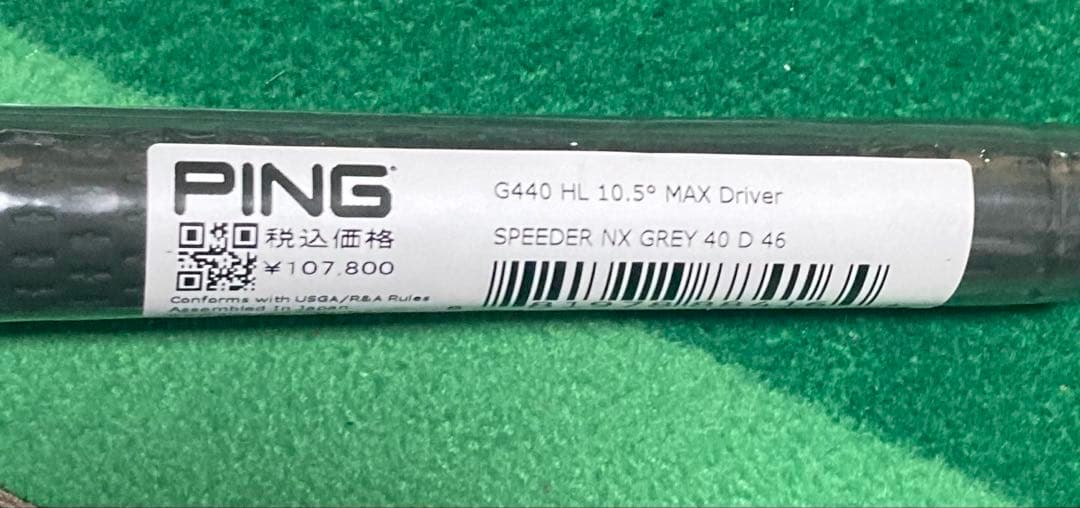 PING
G440 HL 10.5° MAX Driver
税込価格
SPEEDER NX GREY 40 D 46
¥107,800
Conforms with USGA/R&A Rules
Assembled In Japan